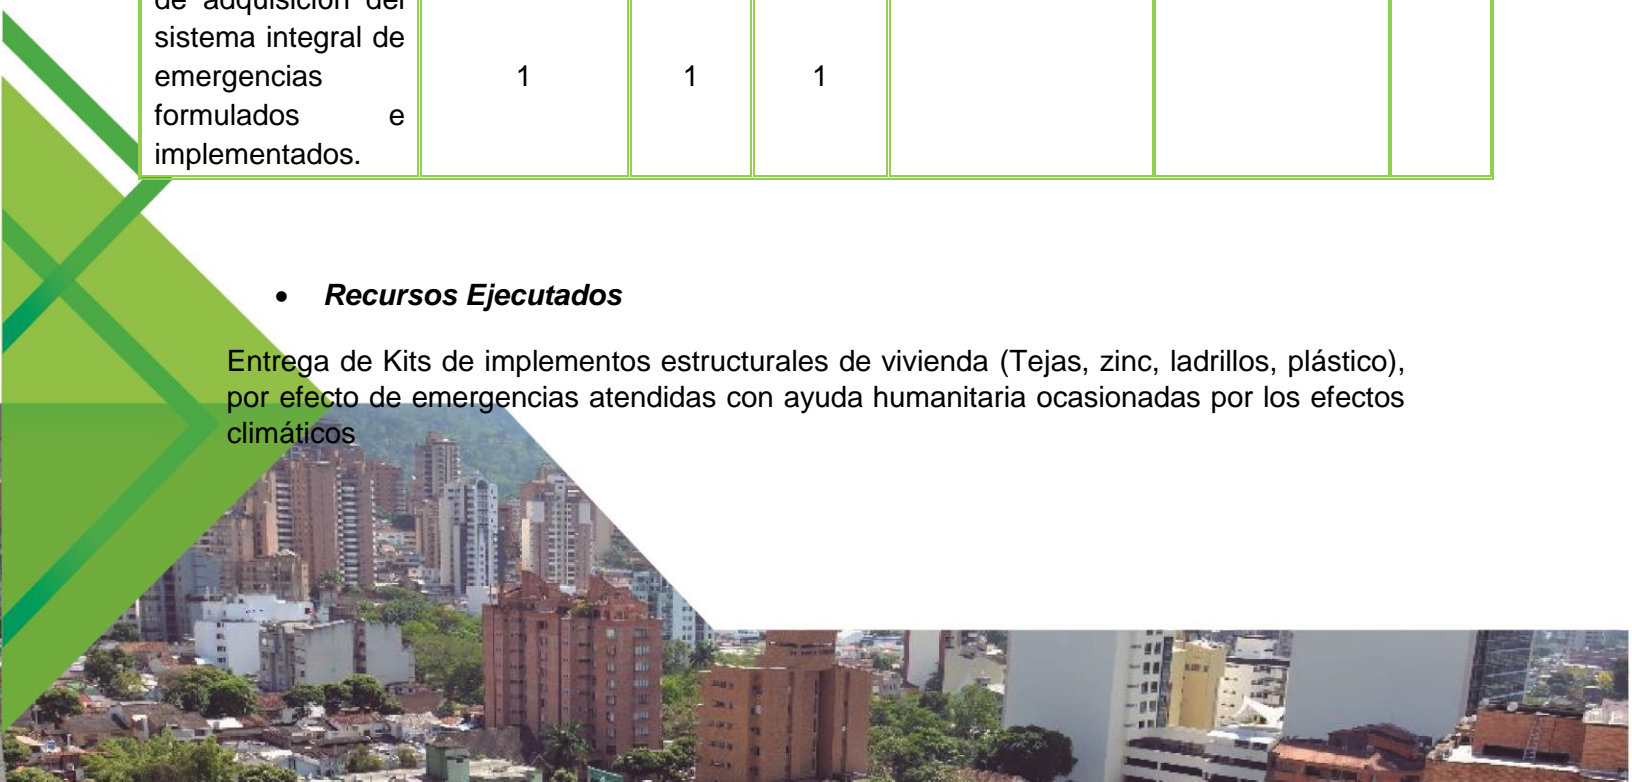 de adquisición del
sistema integral de
emergencias
formulados e
implementados.
1 1 1
• Recursos Ejecutados
Entrega de Kits de implementos estructurales de vivienda (Tejas, zinc, ladrillos, plástico),
por efecto de emergencias atendidas con ayuda humanitaria ocasionadas por los efectos
climáticos